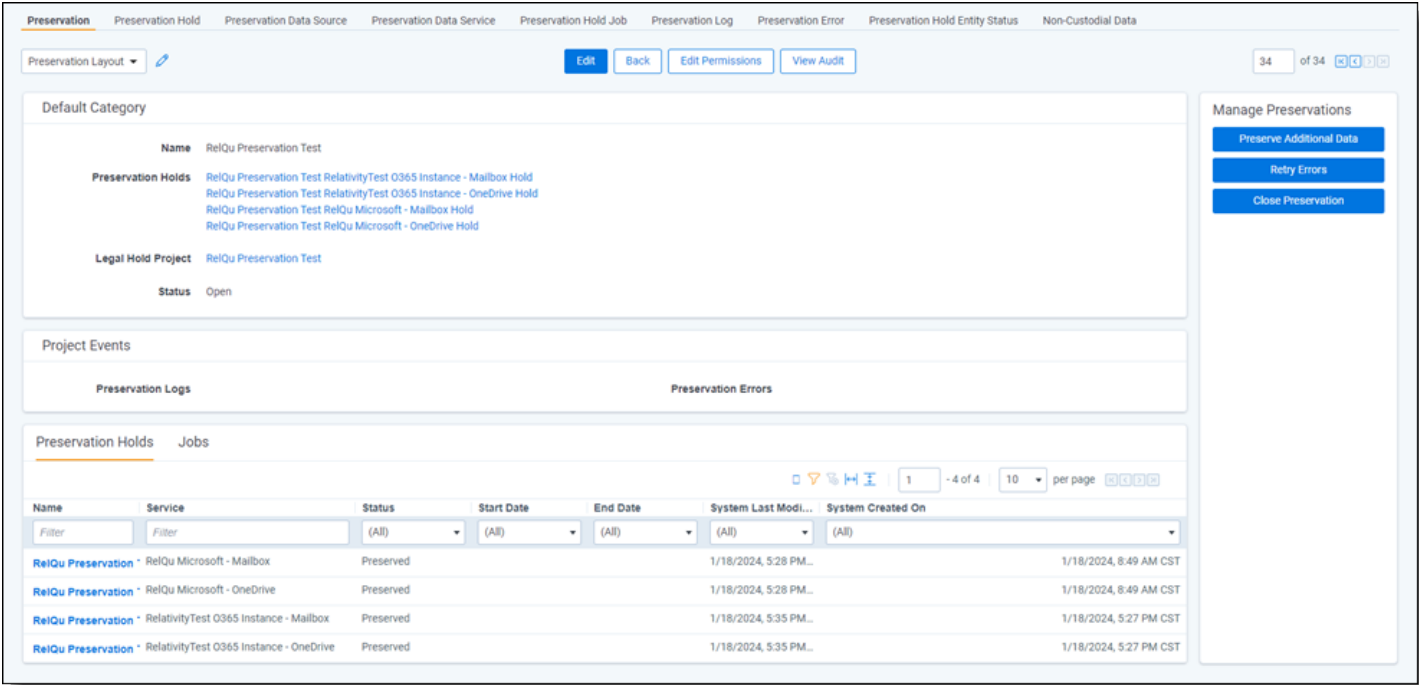 Preservation Preservation Hold Preservation Data Source Preservation Data Service Preservation Hold Job Preservation Log Preservation Error Preservation Hold Entity Status Non-Custodial Data
Preservation Layout Edit Back Edit Permissions View Audit 34 of 34
Default Category
Name RelQu Preservation Test
Preservation Holds RelQu Preservation Test RelativityTest O365 Instance - Mailbox Hold
RelQu Preservation Test RelativityTest O365 Instance - OneDrive Hold
RelQu Preservation Test RelQu Microsoft - Mailbox Hold
RelQu Preservation Test RelQu Microsoft - OneDrive Hold
Legal Hold Project RelQu Preservation Test
Status Open
Manage Preservations
Preserve Additional Data
Retry Errors
Close Preservation
Project Events
Preservation Logs Preservation Errors
Preservation Holds Jobs
1 - 4 of 4 10 per page
Name Service Status Start Date End Date System Last Modi... System Created On
Filter Filter (All) (All) (All) (All) (All)
RelQu Preservation RelQu Microsoft - Mailbox Preserved 1/18/2024, 5:28 PM... 1/18/2024, 8:49 AM CST
RelQu Preservation RelQu Microsoft - OneDrive Preserved 1/18/2024, 5:28 PM... 1/18/2024, 8:49 AM CST
RelQu Preservation RelativityTest O365 Instance - Mailbox Preserved 1/18/2024, 5:35 PM... 1/18/2024, 5:27 PM CST
RelQu Preservation RelativityTest O365 Instance - OneDrive Preserved 1/18/2024, 5:35 PM... 1/18/2024, 5:27 PM CST